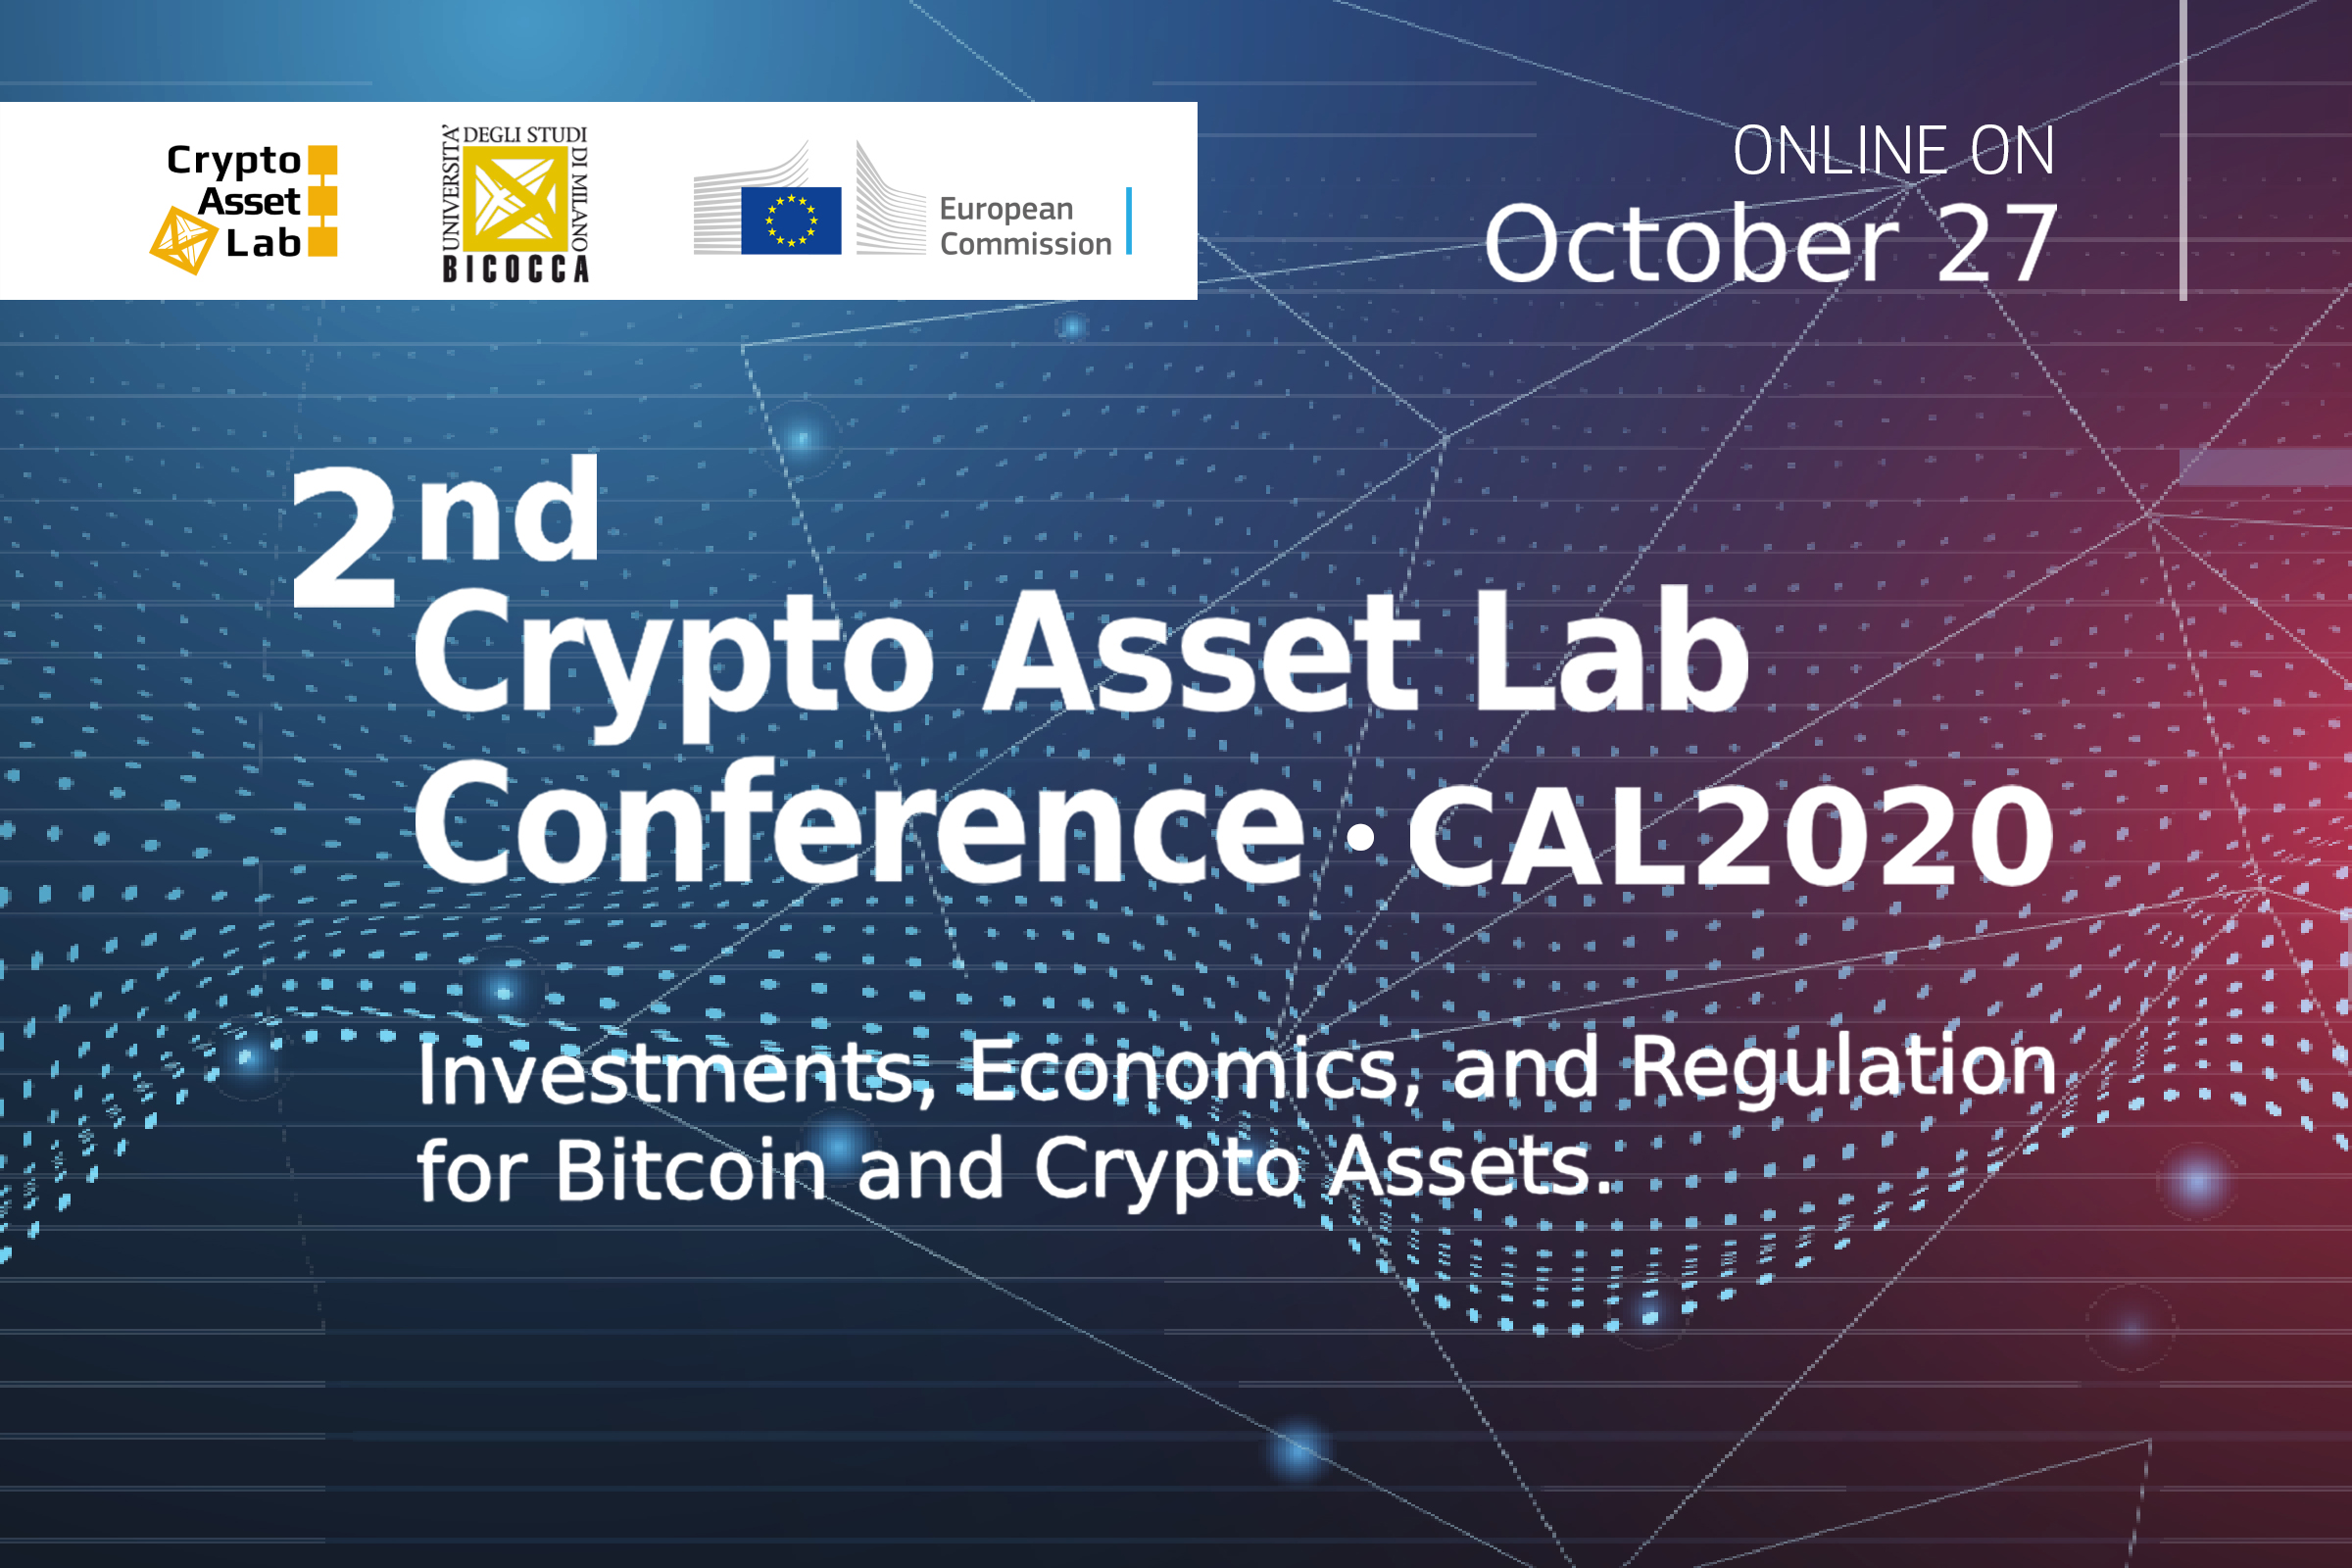 Crypto
Asset
Lab
UNIVERSITA'
DEGLI STUDI
DI MILANO
BICOCCA
European
Commission
ONLINE ON
October 27
2nd
Crypto Asset Lab
Conference · CAL2020
Investments, Economics, and Regulation
for Bitcoin and Crypto Assets.